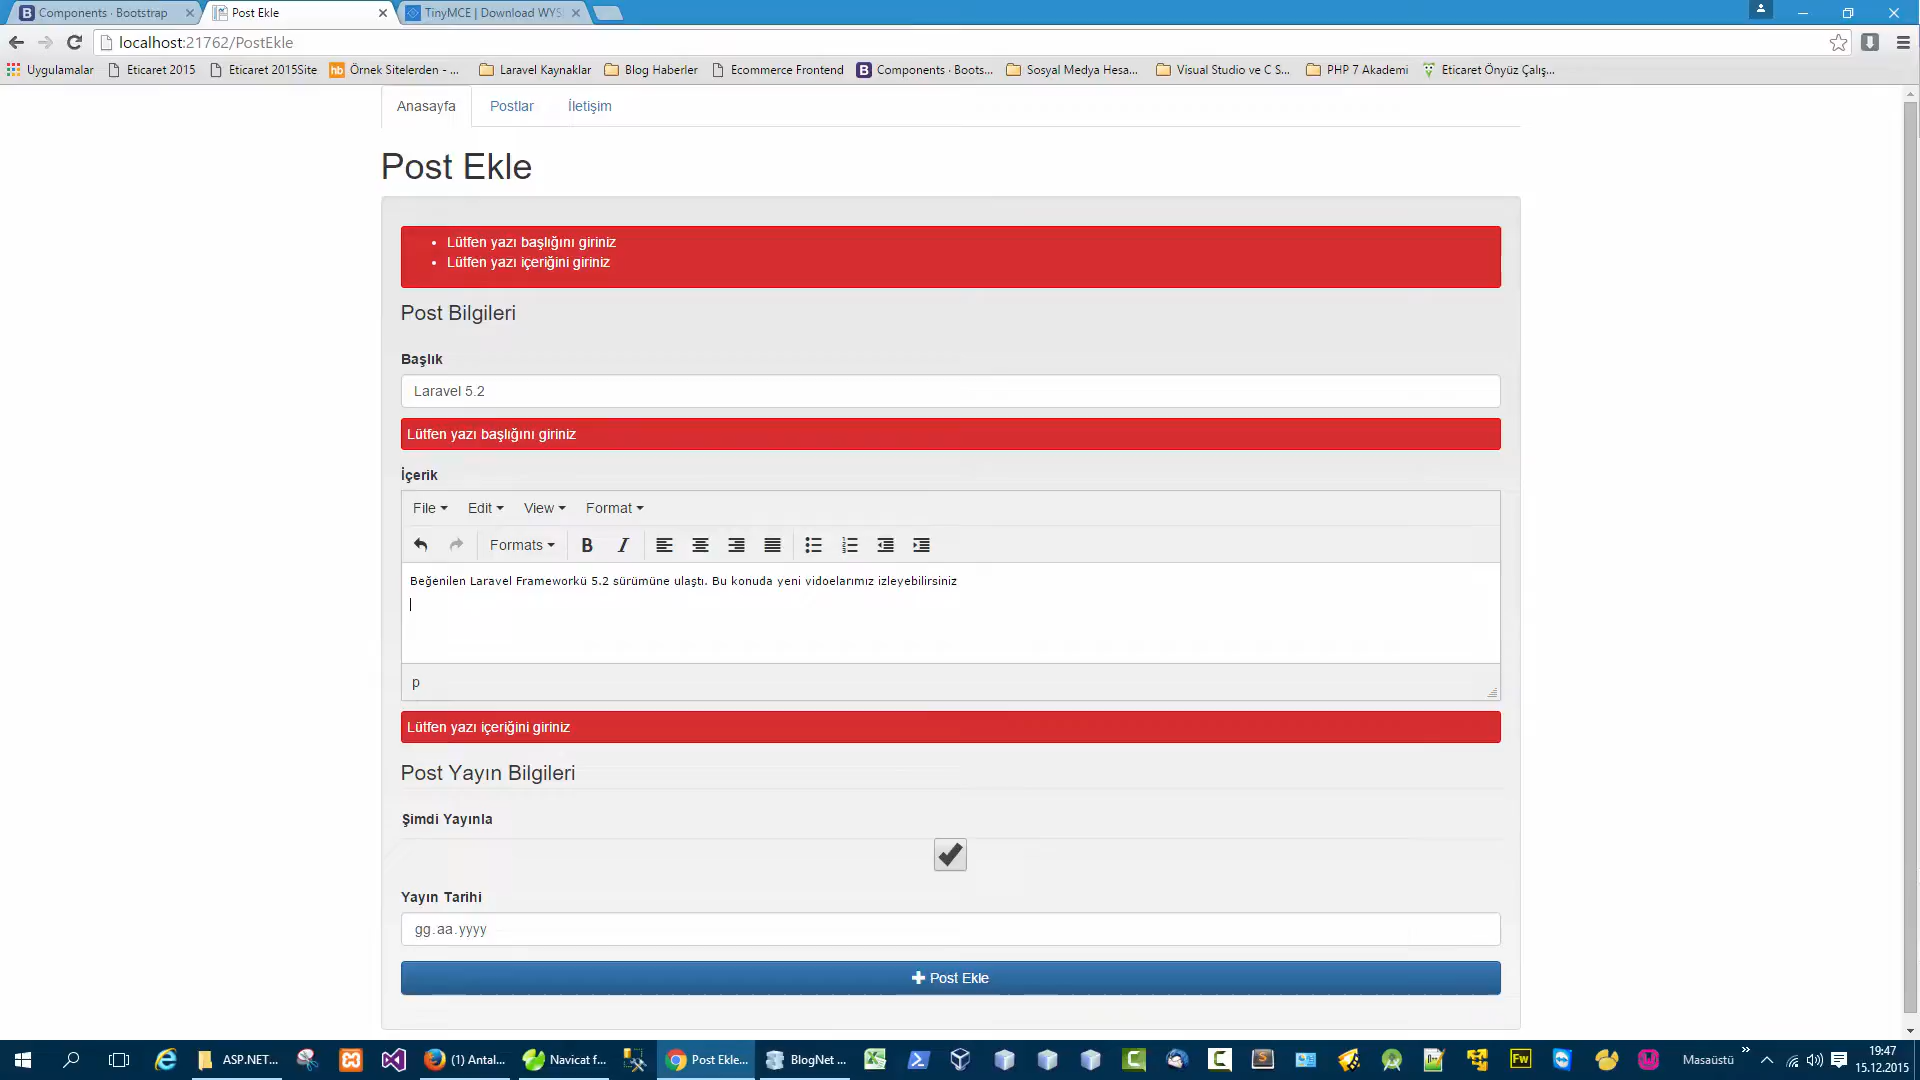 Components · Bootstrap
Post Ekle
TinyMCE | Download WYS
localhost:21762/PostEkle
Uygulamalar
Eticaret 2015
Eticaret 2015Site
Örnek Sitelerden - ...
Laravel Kaynaklar
Blog Haberler
Ecommerce Frontend
Components · Boots...
Sosyal Medya Hesa...
Visual Studio ve C S...
PHP 7 Akademi
Eticaret Önyüz Çalış...
Anasayfa
Postlar
İletişim
Post Ekle
Lütfen yazı başlığını giriniz
Lütfen yazı içeriğini giriniz
Post Bilgileri
Başlık
Laravel 5.2
Lütfen yazı başlığını giriniz
İçerik
File Edit View Format
Formats B I
Beğenilen Laravel Frameworkü 5.2 sürümüne ulaştı. Bu konuda yeni vidoelarımız izleyebilirsiniz
p
Lütfen yazı içeriğini giriniz
Post Yayın Bilgileri
Şimdi Yayınla
Yayın Tarihi
gg.aa.yyyy
Post Ekle
ASP.NET...
(1) Antal...
Navicat f...
Post Ekle...
BlogNet ...
Fw
Masaüstü
19:47
15.12.2015